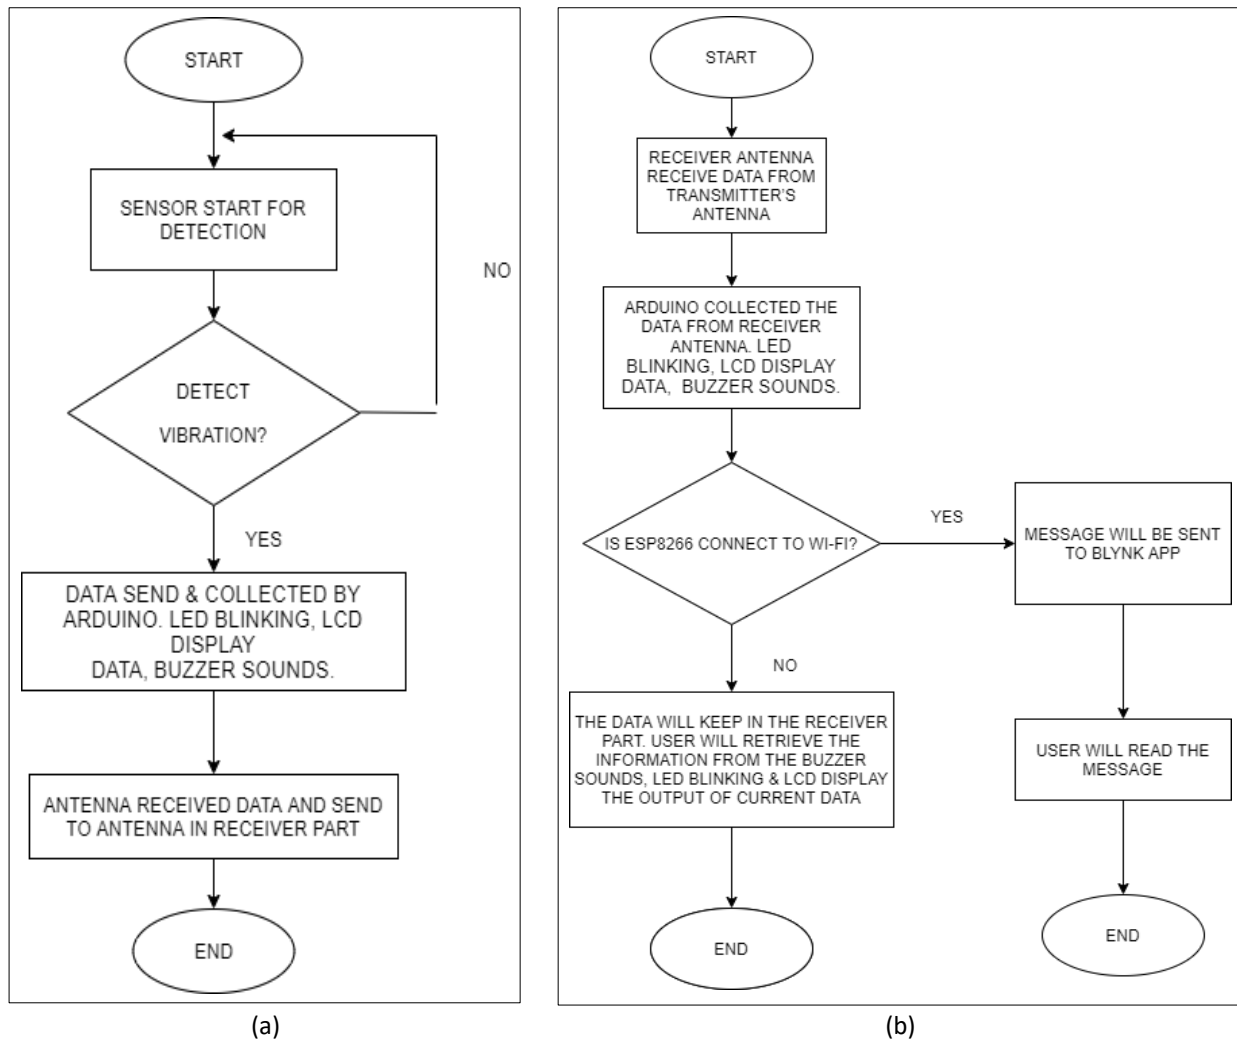 START
SENSOR START FOR
DETECTION
NO
DETECT
VIBRATION?
YES
DATA SEND & COLLECTED BY
ARDUINO. LED BLINKING, LCD
DISPLAY
DATA, BUZZER SOUNDS.
ANTENNA RECEIVED DATA AND SEND
TO ANTENNA IN RECEIVER PART
END
(a)
START
RECEIVER ANTENNA
RECEIVE DATA FROM
TRANSMITTER'S
ANTENNA
ARDUINO COLLECTED THE
DATA FROM RECEIVER
ANTENNA. LED
BLINKING, LCD DISPLAY
DATA, BUZZER SOUNDS.
IS ESP8266 CONNECT TO WI-FI?
YES
MESSAGE WILL BE SENT
TO BLYNK APP
NO
THE DATA WILL KEEP IN THE RECEIVER
PART. USER WILL RETRIEVE THE
INFORMATION FROM THE BUZZER
SOUNDS, LED BLINKING & LCD DISPLAY
THE OUTPUT OF CURRENT DATA
USER WILL READ THE
MESSAGE
END
END
(b)